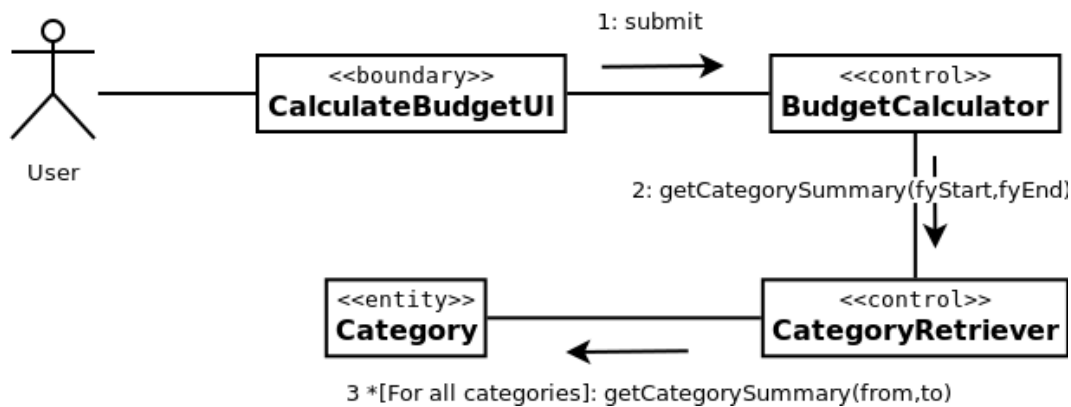 1: submit
<<boundary>>
CalculateBudgetUI
<<control>>
BudgetCalculator
User
2: getCategorySummary(fyStart,fyEnd)
<<entity>>
Category
<<control>>
CategoryRetriever
3 *[For all categories]: getCategorySummary(from,to)